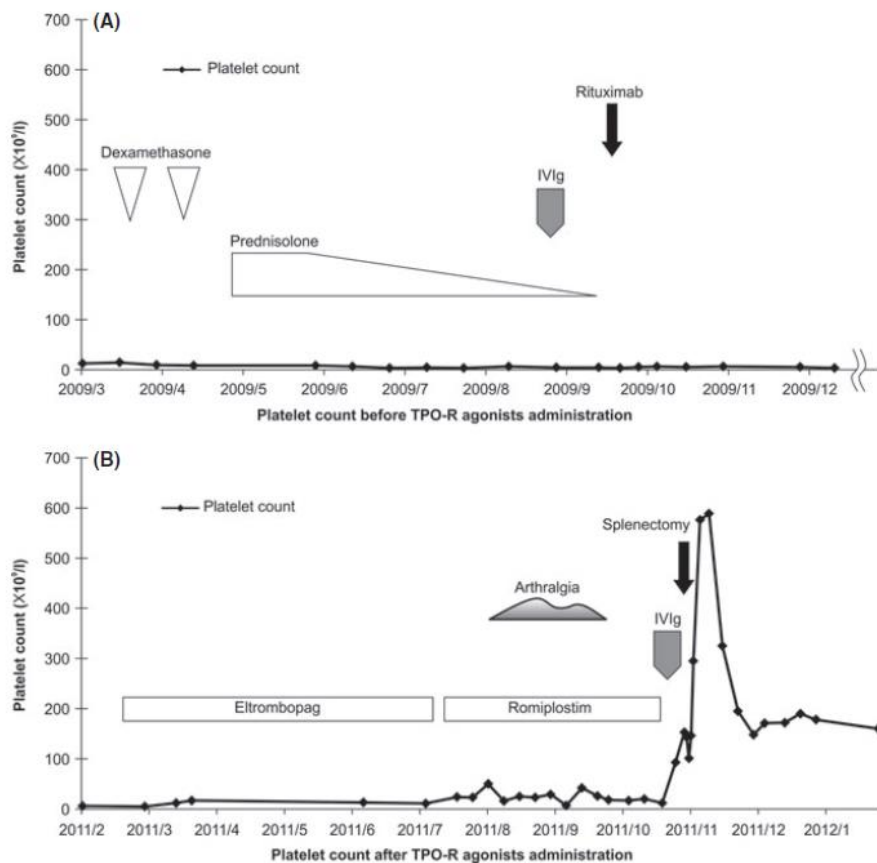 (A)
700
600
500
400
300
200
100
0
Platelet count (X10⁹/l)
Platelet count
Dexamethasone
Prednisolone
IVIg
Rituximab
2009/3 2009/4 2009/5 2009/6 2009/7 2009/8 2009/9 2009/10 2009/11 2009/12
Platelet count before TPO-R agonists administration
(B)
700
600
500
400
300
200
100
0
Platelet count (X10⁹/l)
Platelet count
Splenectomy
Arthralgia
IVIg
Eltrombopag
Romiplostim
2011/2 2011/3 2011/4 2011/5 2011/6 2011/7 2011/8 2011/9 2011/10 2011/11 2011/12 2012/1
Platelet count after TPO-R agonists administration